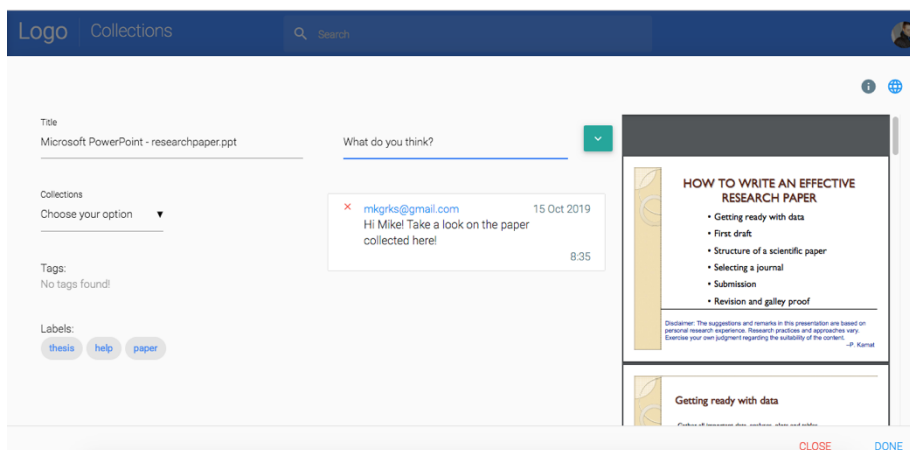 Logo
Collections
Search
Title
Microsoft PowerPoint - researchpaper.ppt
Collections
Choose your option
Tags:
No tags found!
Labels:
thesis
help
paper
What do you think?
mkgrks@gmail.com 15 Oct 2019
Hi Mike! Take a look on the paper
collected here!
8:35
HOW TO WRITE AN EFFECTIVE
RESEARCH PAPER
• Getting ready with data
• First draft
• Structure of a scientific paper
• Selecting a journal
• Submission
• Revision and galley proof
Disclaimer: The suggestions and remarks in this presentation are based on
personal research experience. Research practices and approaches vary.
Exercise your own judgment regarding the suitability of the content.
–P. Kamat
Getting ready with data
CLOSE
DONE